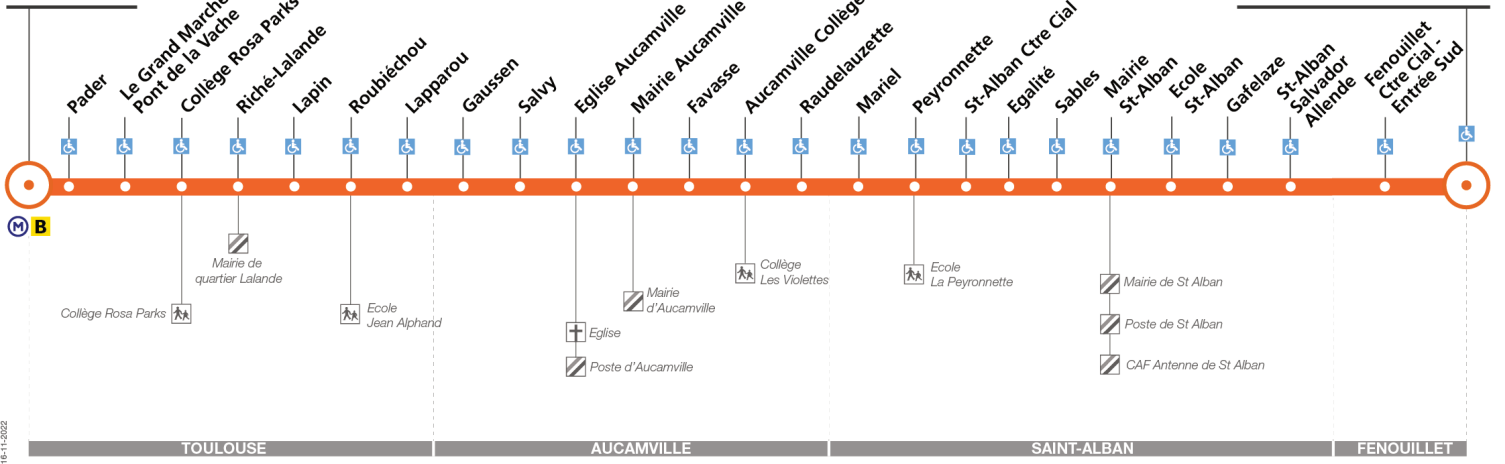 Pader
Le Grand Marché
Pont de la Vache
Collège Rosa Parks
Riché-Lalande
Lapin
Roubiéchou
Lapparou
Gaussen
Salvy
Eglise Aucamville
Mairie Aucamville
Favasse
Aucamville Collège
Raudelauzette
Mariel
Peyronnette
St-Alban Ctre Cial
Egalité
Sables
Mairie
St-Alban
Ecole
St-Alban
Gafelaze
St-Alban
Salvador
Allende
Fenouillet
Ctre Cial -
Entrée Sud
M B
Mairie de
quartier Lalande
Collège Rosa Parks
Ecole
Jean Alphand
Eglise
Poste d'Aucamville
Mairie
d'Aucamville
Collège
Les Violettes
Ecole
La Peyronnette
Mairie de St Alban
Poste de St Alban
CAF Antenne de St Alban
TOULOUSE
AUCAMVILLE
SAINT-ALBAN
FENOUILLET
16-11-2022